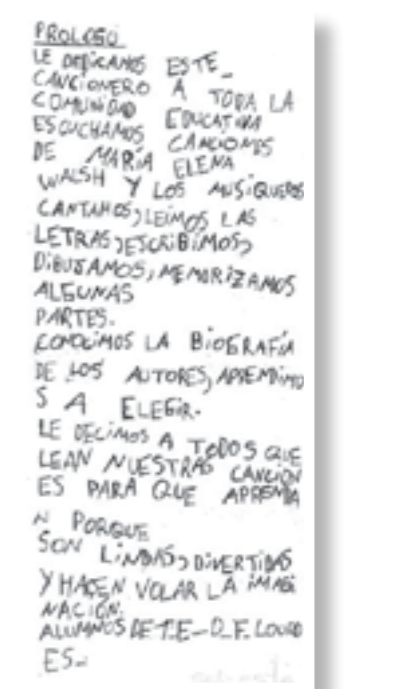 PROLOGO
LE DEDICAMOS ESTE
CANCIONERO A TODA LA
COMUNIDAD
EDUCATIVA
ESCUCHAMOS CANCIONES
DE MARÍA ELENA
WALSH Y LOS MUSIQUEROS
CANTAMOS, LEIMOS LAS
LETRAS, ESCRIBIMOS,
DIBUJAMOS, MEMORIZAMOS
ALGUNAS
PARTES.
CONOCIMOS LA BIOGRAFÍA
DE LOS AUTORES, APRENDIMO
S A ELEGIR.
LE DECIMOS A TODOS QUE
LEAN NUESTRAS CANCION
ES PARA QUE APRENDA
N PORQUE
SON LINDAS, DIVERTIDAS
Y HACEN VOLAR LA IMAGI
NACIÓN.
ALUMNOS DE T.E-D.F. LOURD
ES-